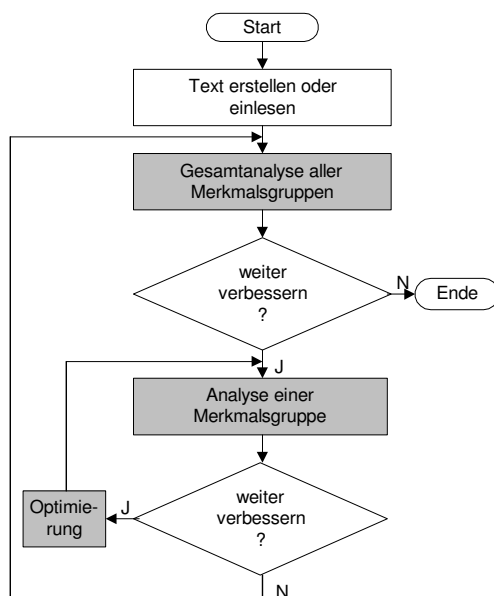 Start
Text erstellen oder
einlesen
Gesamtanalyse aller
Merkmalsgruppen
weiter
verbessern
?
N
Ende
J
Analyse einer
Merkmalsgruppe
weiter
verbessern
?
J
Optimie-
rung
N